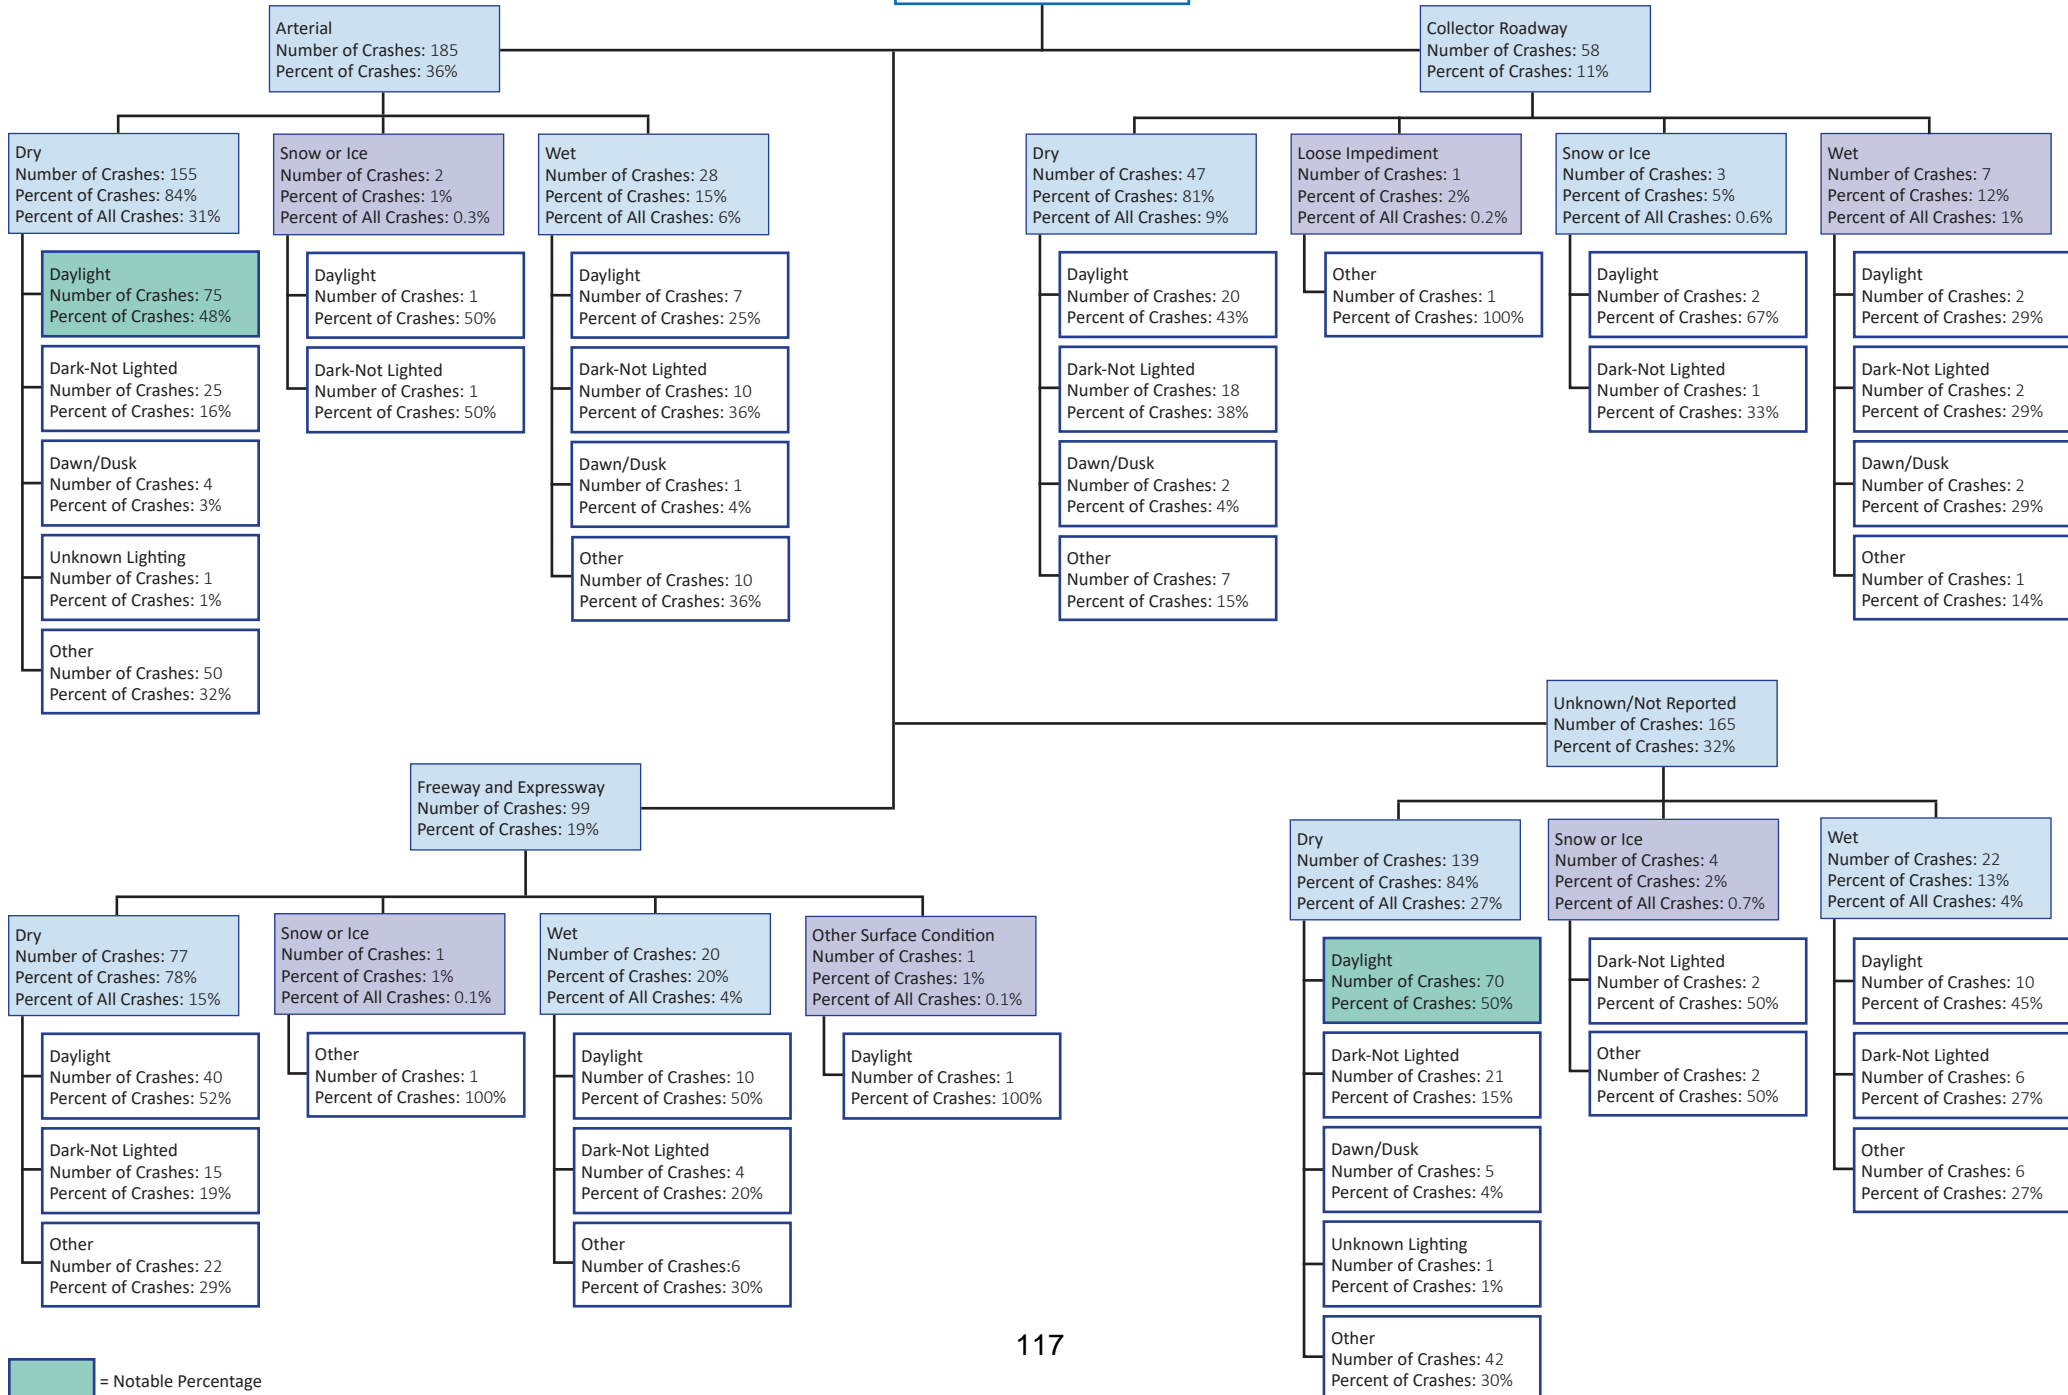 Arterial
Number of Crashes: 185
Percent of Crashes: 36%
Collector Roadway
Number of Crashes: 58
Percent of Crashes: 11%
Dry
Number of Crashes: 155
Percent of Crashes: 84%
Percent of All Crashes: 31%
Snow or Ice
Number of Crashes: 2
Percent of Crashes: 1%
Percent of All Crashes: 0.3%
Wet
Number of Crashes: 28
Percent of Crashes: 15%
Percent of All Crashes: 6%
Dry
Number of Crashes: 47
Percent of Crashes: 81%
Percent of All Crashes: 9%
Loose Impediment
Number of Crashes: 1
Percent of Crashes: 2%
Percent of All Crashes: 0.2%
Snow or Ice
Number of Crashes: 3
Percent of Crashes: 5%
Percent of All Crashes: 0.6%
Wet
Number of Crashes: 7
Percent of Crashes: 12%
Percent of All Crashes: 1%
Daylight
Number of Crashes: 75
Percent of Crashes: 48%
Dark-Not Lighted
Number of Crashes: 25
Percent of Crashes: 16%
Dawn/Dusk
Number of Crashes: 4
Percent of Crashes: 3%
Unknown Lighting
Number of Crashes: 1
Percent of Crashes: 1%
Other
Number of Crashes: 50
Percent of Crashes: 32%
Daylight
Number of Crashes: 1
Percent of Crashes: 50%
Dark-Not Lighted
Number of Crashes: 1
Percent of Crashes: 50%
Daylight
Number of Crashes: 7
Percent of Crashes: 25%
Dark-Not Lighted
Number of Crashes: 10
Percent of Crashes: 36%
Dawn/Dusk
Number of Crashes: 1
Percent of Crashes: 4%
Other
Number of Crashes: 10
Percent of Crashes: 36%
Daylight
Number of Crashes: 20
Percent of Crashes: 43%
Dark-Not Lighted
Number of Crashes: 18
Percent of Crashes: 38%
Dawn/Dusk
Number of Crashes: 2
Percent of Crashes: 4%
Other
Number of Crashes: 7
Percent of Crashes: 15%
Other
Number of Crashes: 1
Percent of Crashes: 100%
Daylight
Number of Crashes: 2
Percent of Crashes: 67%
Dark-Not Lighted
Number of Crashes: 1
Percent of Crashes: 33%
Daylight
Number of Crashes: 2
Percent of Crashes: 29%
Dark-Not Lighted
Number of Crashes: 2
Percent of Crashes: 29%
Dawn/Dusk
Number of Crashes: 2
Percent of Crashes: 29%
Other
Number of Crashes: 1
Percent of Crashes: 14%
Unknown/Not Reported
Number of Crashes: 165
Percent of Crashes: 32%
Freeway and Expressway
Number of Crashes: 99
Percent of Crashes: 19%
Dry
Number of Crashes: 77
Percent of Crashes: 78%
Percent of All Crashes: 15%
Snow or Ice
Number of Crashes: 1
Percent of Crashes: 1%
Percent of All Crashes: 0.1%
Wet
Number of Crashes: 20
Percent of Crashes: 20%
Percent of All Crashes: 4%
Other Surface Condition
Number of Crashes: 1
Percent of Crashes: 1%
Percent of All Crashes: 0.1%
Daylight
Number of Crashes: 40
Percent of Crashes: 52%
Dark-Not Lighted
Number of Crashes: 15
Percent of Crashes: 19%
Other
Number of Crashes: 22
Percent of Crashes: 29%
Other
Number of Crashes: 1
Percent of Crashes: 100%
Daylight
Number of Crashes: 10
Percent of Crashes: 50%
Dark-Not Lighted
Number of Crashes: 4
Percent of Crashes: 20%
Other
Number of Crashes:6
Percent of Crashes: 30%
Daylight
Number of Crashes: 1
Percent of Crashes: 100%
Dry
Number of Crashes: 139
Percent of Crashes: 84%
Percent of All Crashes: 27%
Snow or Ice
Number of Crashes: 4
Percent of Crashes: 2%
Percent of All Crashes: 0.7%
Wet
Number of Crashes: 22
Percent of Crashes: 13%
Percent of All Crashes: 4%
Daylight
Number of Crashes: 70
Percent of Crashes: 50%
Dark-Not Lighted
Number of Crashes: 21
Percent of Crashes: 15%
Dawn/Dusk
Number of Crashes: 5
Percent of Crashes: 4%
Unknown Lighting
Number of Crashes: 1
Percent of Crashes: 1%
Other
Number of Crashes: 42
Percent of Crashes: 30%
Dark-Not Lighted
Number of Crashes: 2
Percent of Crashes: 50%
Other
Number of Crashes: 2
Percent of Crashes: 50%
Daylight
Number of Crashes: 10
Percent of Crashes: 45%
Dark-Not Lighted
Number of Crashes: 6
Percent of Crashes: 27%
Other
Number of Crashes: 6
Percent of Crashes: 27%
117
= Notable Percentage